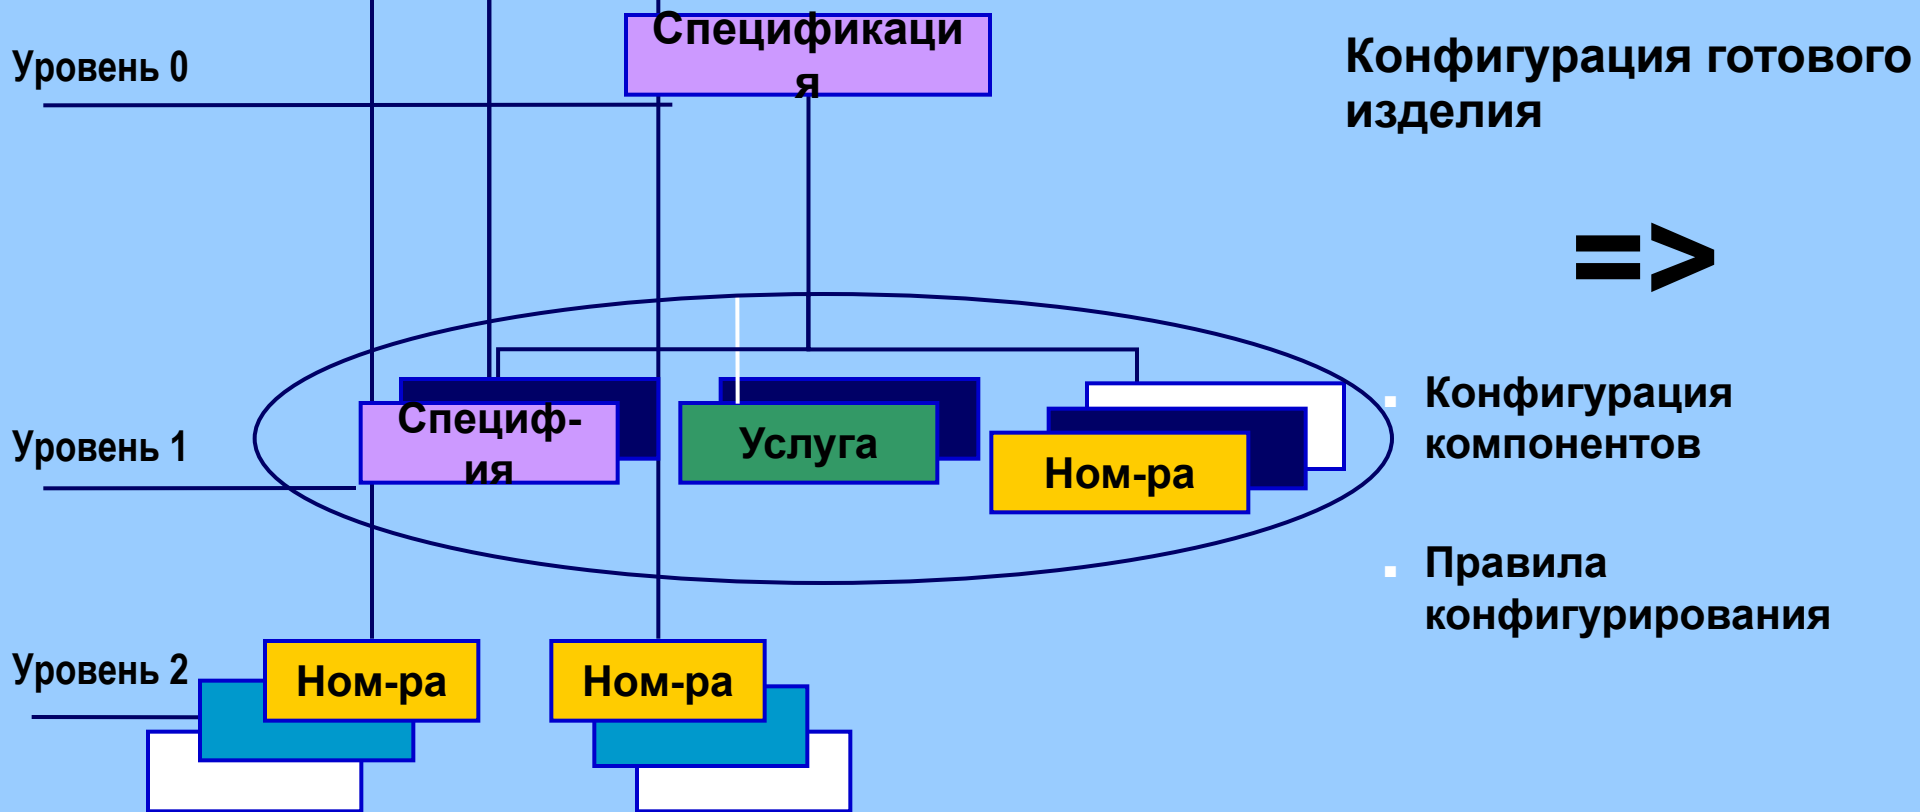 Спецификаци
я
Уровень 0
Конфигурация готового
изделия
=>
Уровень 1
Специф-
ия
Услуга
Ном-ра
Конфигурация
компонентов
Правила
конфигурирования
Уровень 2
Ном-ра
Ном-ра